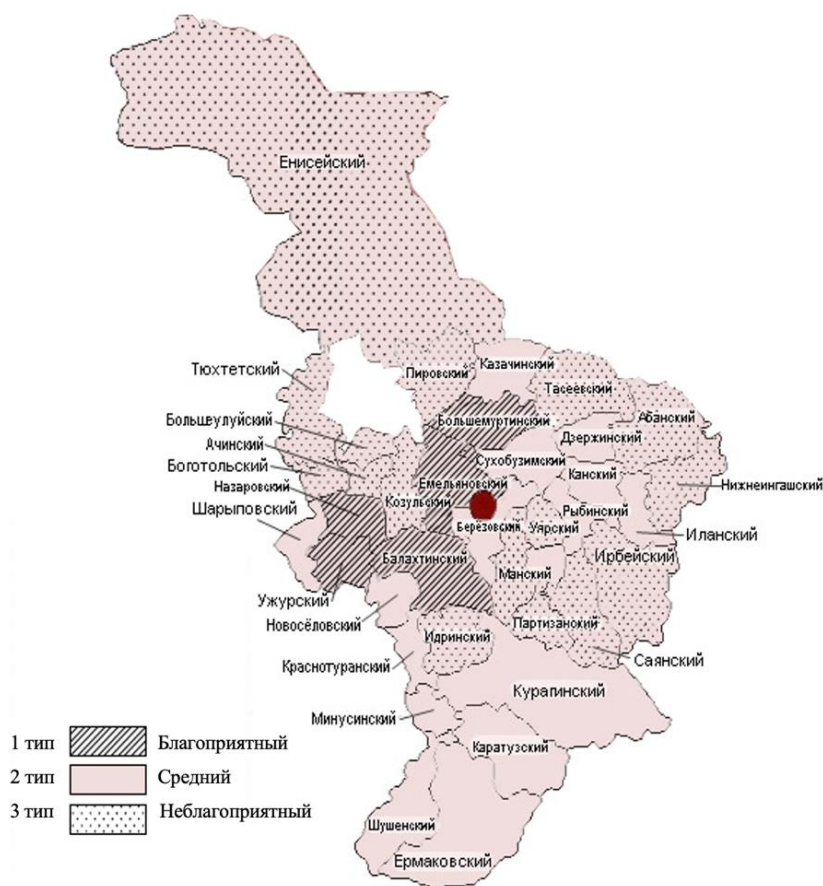 Енисейский
Тюхтетский
Пировский
Казачинский
Тасеевский
Большеулуйский
Большемуртинский
Абанский
Ачинский
Дзержинский
Боготольский
Сухобузимский
Назаровский
Емельяновский
Канский
Нижнеингашский
Козульский
Шарыповский
Рыбинский
Берёзовский
Уярский
Иланский
Балахтинский
Ирбейский
Манский
Ужурский
Новосёловский
Партизанский
Идринский
Саянский
Краснотуранский
Курагинский
Минусинский
1 тип Благоприятный
Каратузский
2 тип Средний
3 тип Неблагоприятный
Шушенский
Ермаковский